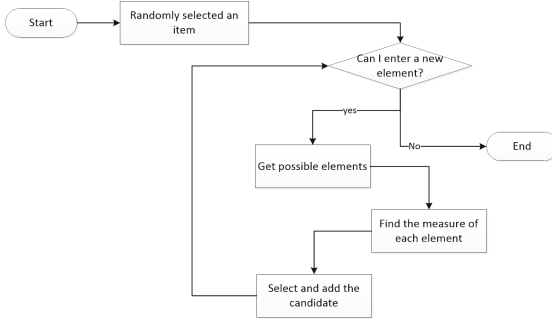 Start
Randomly selected an
item
Can I enter a new
element?
yes
No
End
Get possible elements
Find the measure of
each element
Select and add the
candidate